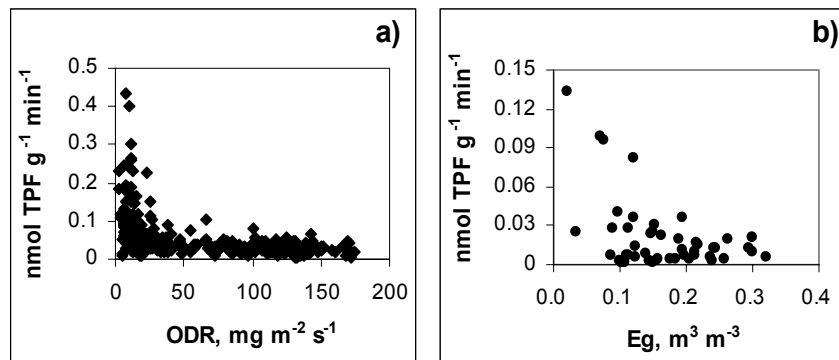 a)
nmol TPF g⁻¹ min⁻¹
0.5
0.4
0.3
0.2
0.1
0
0 50 100 150 200
ODR, mg m⁻² s⁻¹
b)
nmol TPF g⁻¹ min⁻¹
0.15
0.12
0.09
0.06
0.03
0
0.0 0.1 0.2 0.3 0.4
Eg, m³ m⁻³